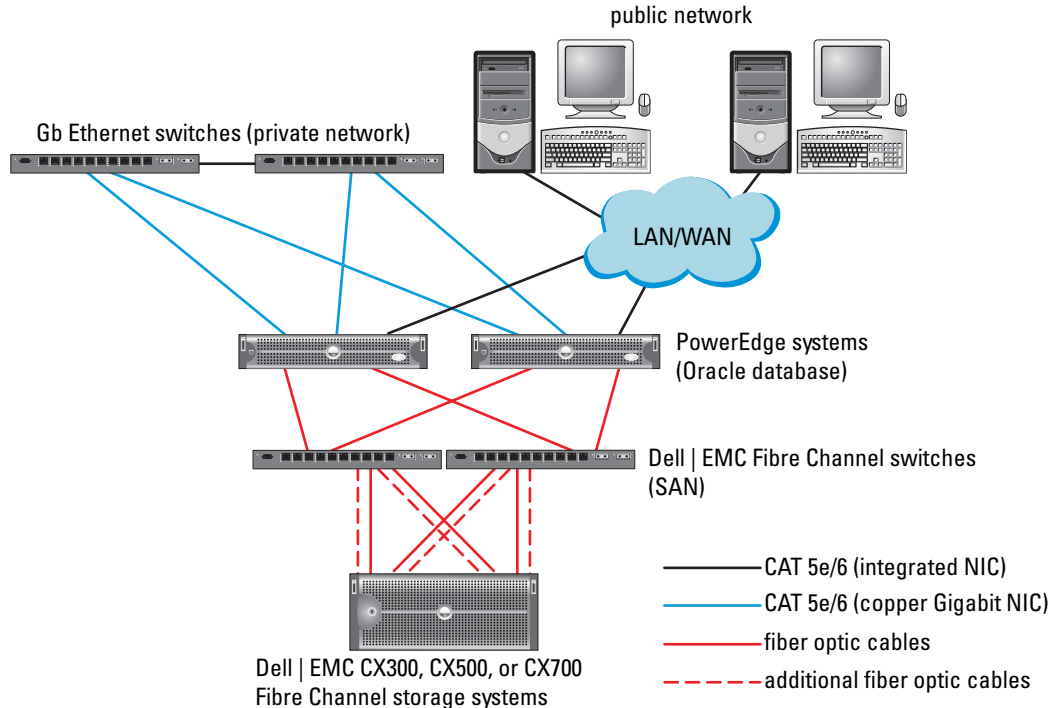 public network
Gb Ethernet switches (private network)
LAN/WAN
PowerEdge systems
(Oracle database)
Dell | EMC Fibre Channel switches
(SAN)
CAT 5e/6 (integrated NIC)
CAT 5e/6 (copper Gigabit NIC)
fiber optic cables
additional fiber optic cables
Dell | EMC CX300, CX500, or CX700
Fibre Channel storage systems